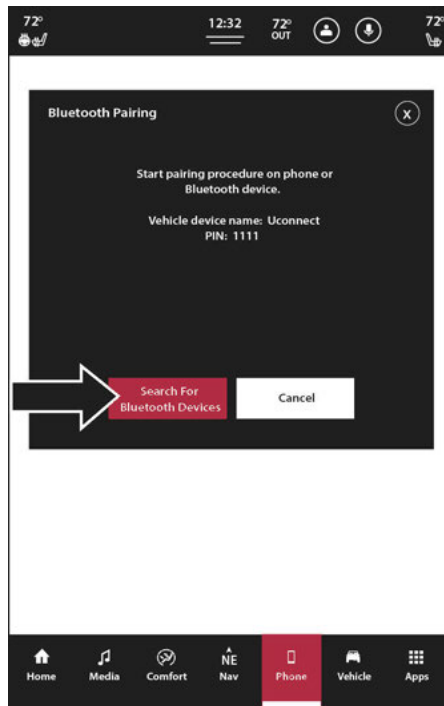 72°
12:32
72°
OUT
72°
Bluetooth Pairing
X
Start pairing procedure on phone or
Bluetooth device.
Vehicle device name: Uconnect
PIN: 1111
Search For
Bluetooth Devices
Cancel
NE
Home
Media
Comfort
Nav
Phone
Vehicle
Apps